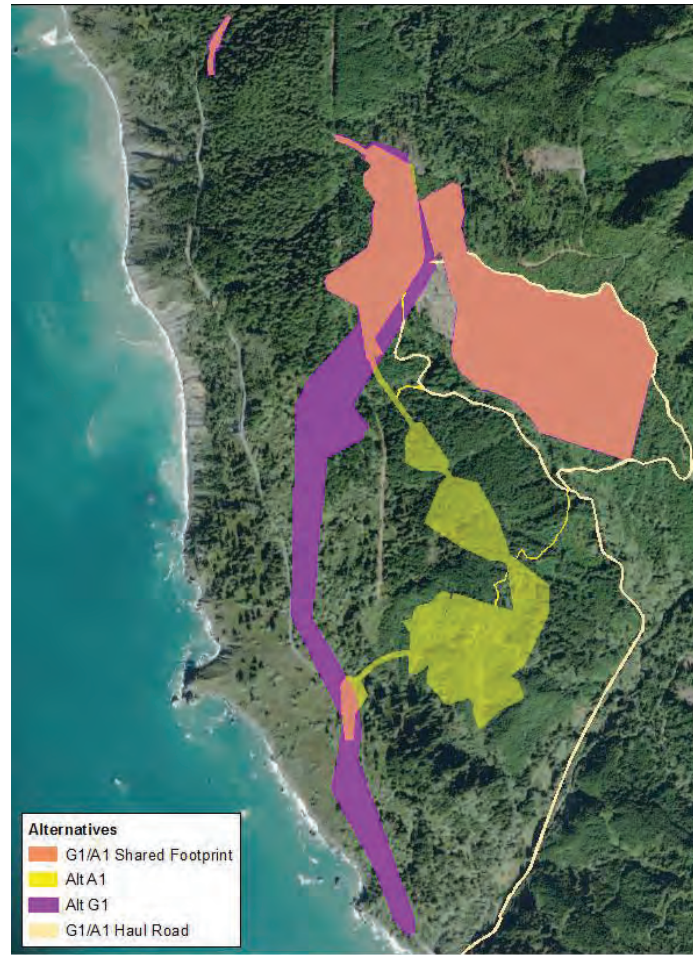 Alternatives
G1/A1 Shared Footprint
Alt A1
Alt G1
G1/A1 Haul Road